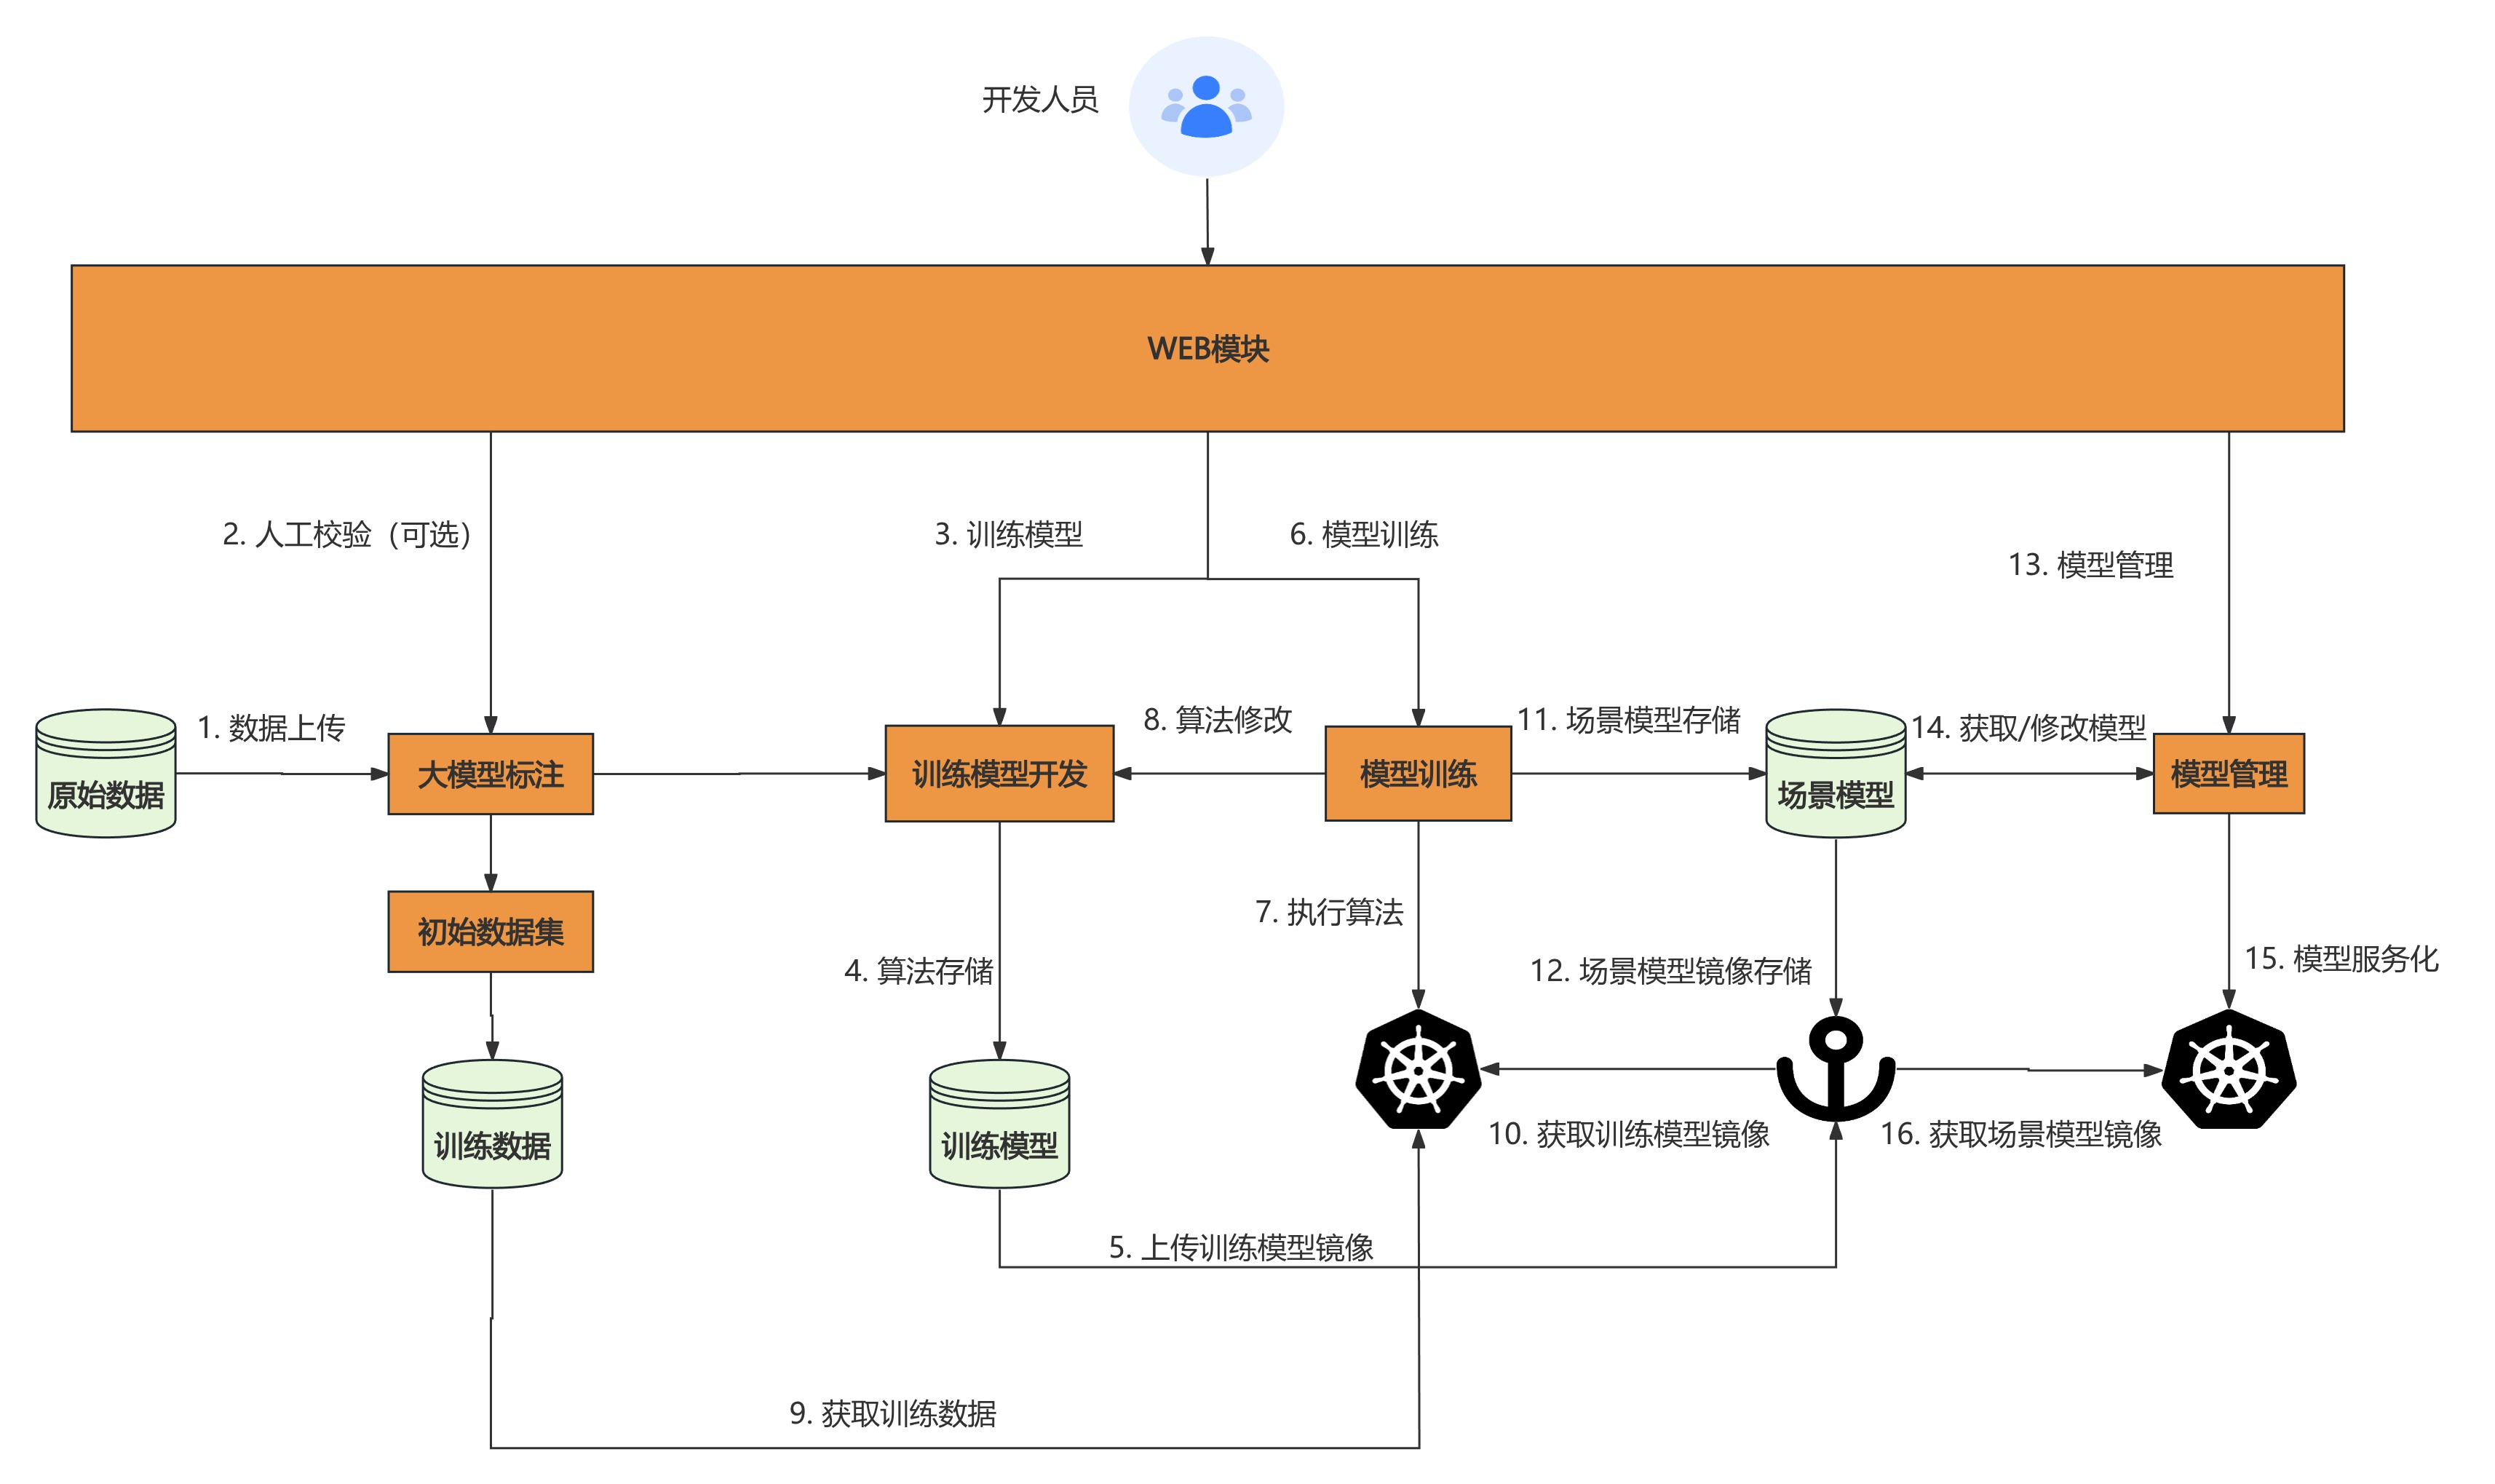 开发人员
WEB模块
2. 人工校验（可选）
3. 训练模型
6. 模型训练
13. 模型管理
1. 数据上传
8. 算法修改
11. 场景模型存储
14. 获取/修改模型
原始数据
大模型标注
训练模型开发
模型训练
场景模型
模型管理
初始数据集
7. 执行算法
4. 算法存储
12. 场景模型镜像存储
15. 模型服务化
训练数据
训练模型
10. 获取训练模型镜像
16. 获取场景模型镜像
5. 上传训练模型镜像
9. 获取训练数据